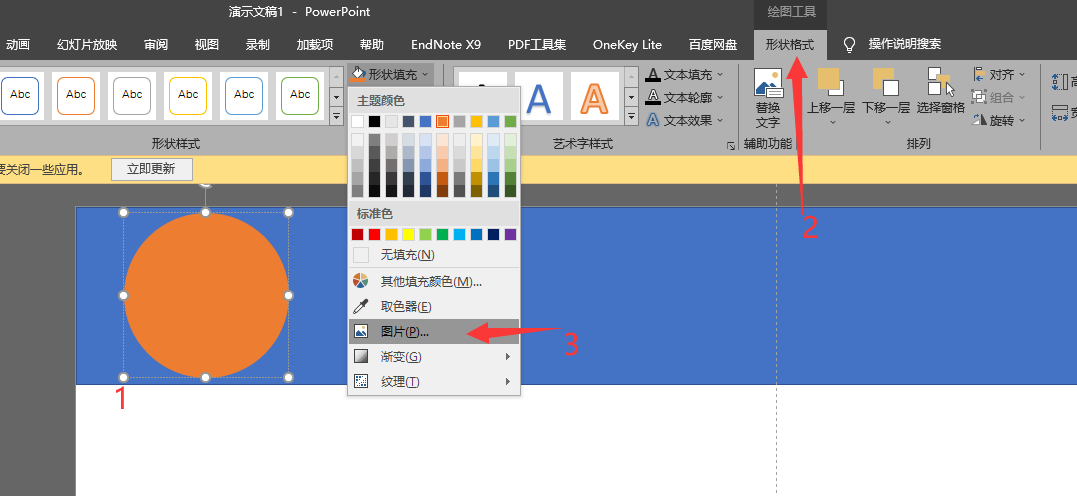 演示文稿1 - PowerPoint
绘图工具
动画 幻灯片放映 审阅 视图 录制 加载项 帮助 EndNote X9 PDF工具集 OneKey Lite 百度网盘 形状格式 操作说明搜索
Abc Abc Abc Abc Abc Abc
形状填充
A A
文本填充
文本轮廓
文本效果
替换
文字
上移一层
下移一层
选择窗格
对齐
组合
旋转
形状样式
艺术字样式
辅助功能
排列
要关闭一些应用。
立即更新
主题颜色
标准色
无填充(N)
其他填充颜色(M)...
取色器(E)
图片(P)...
渐变(G)
纹理(T)
1
2
3